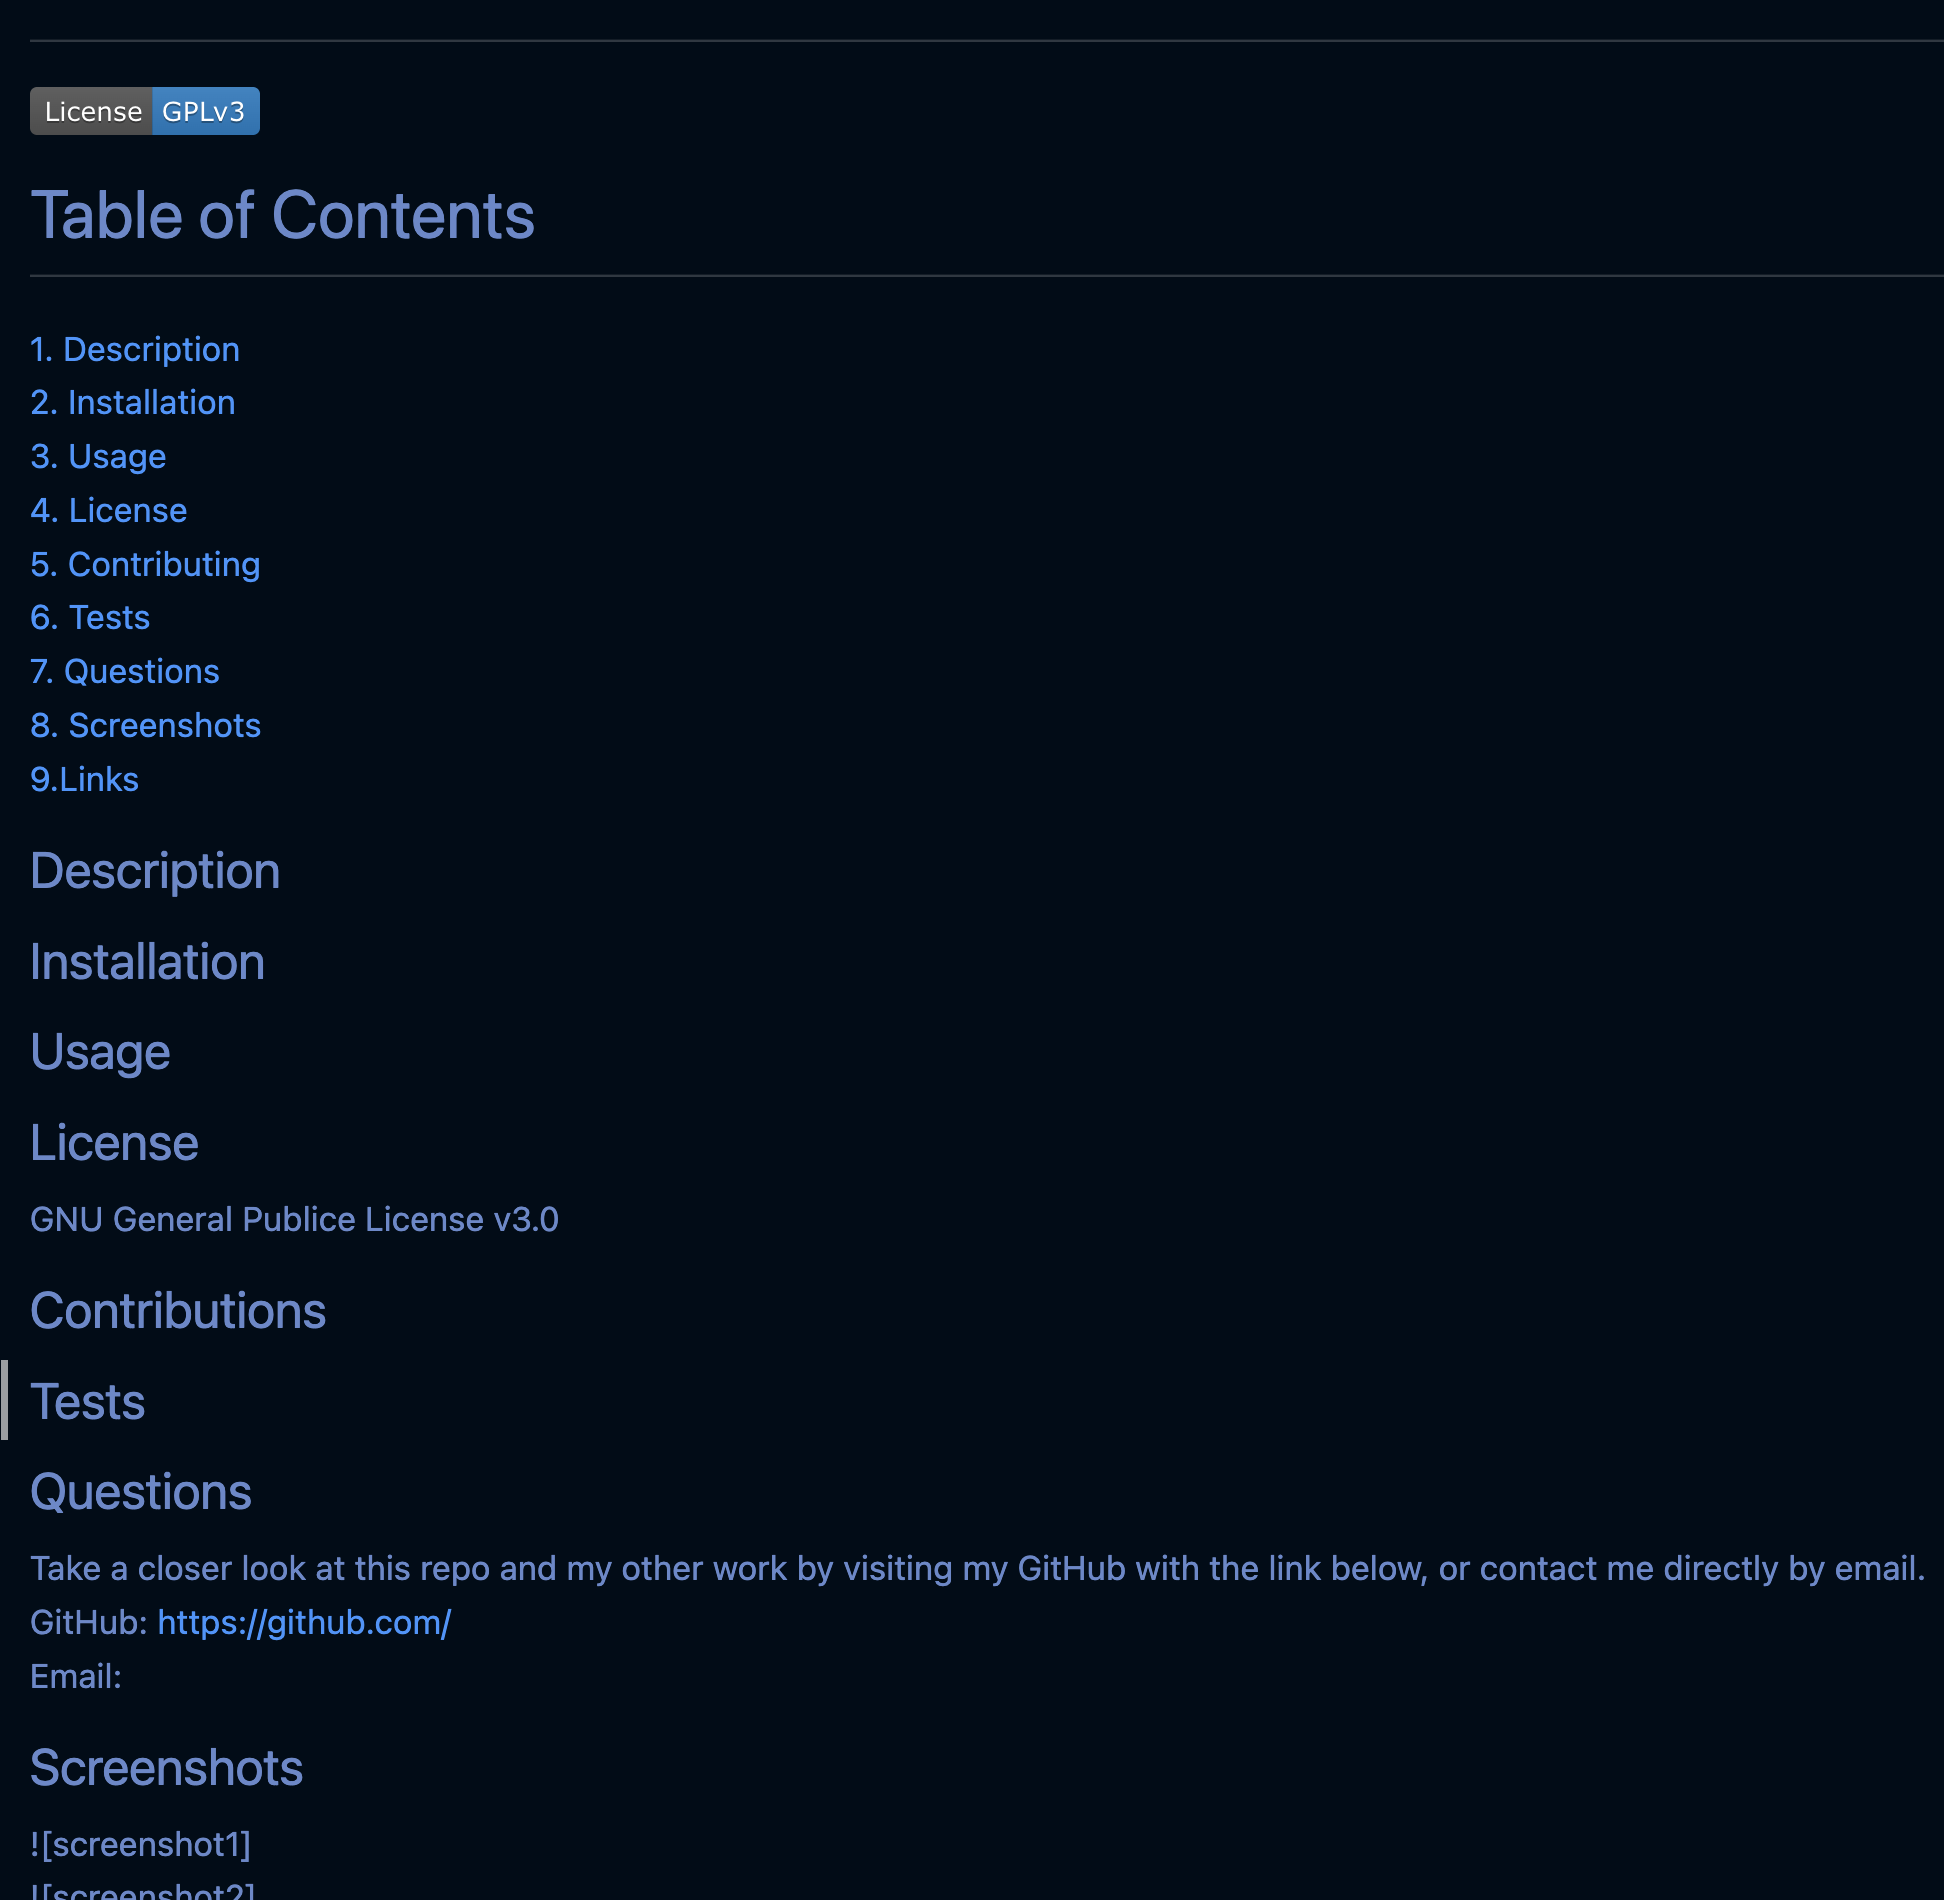 License GPLv3
Table of Contents
1. Description
2. Installation
3. Usage
4. License
5. Contributing
6. Tests
7. Questions
8. Screenshots
9.Links
Description
Installation
Usage
License
GNU General Publice License v3.0
Contributions
Tests
Questions
Take a closer look at this repo and my other work by visiting my GitHub with the link below, or contact me directly by email.
GitHub: https://github.com/
Email:
Screenshots
![screenshot1]
![screenshot2]